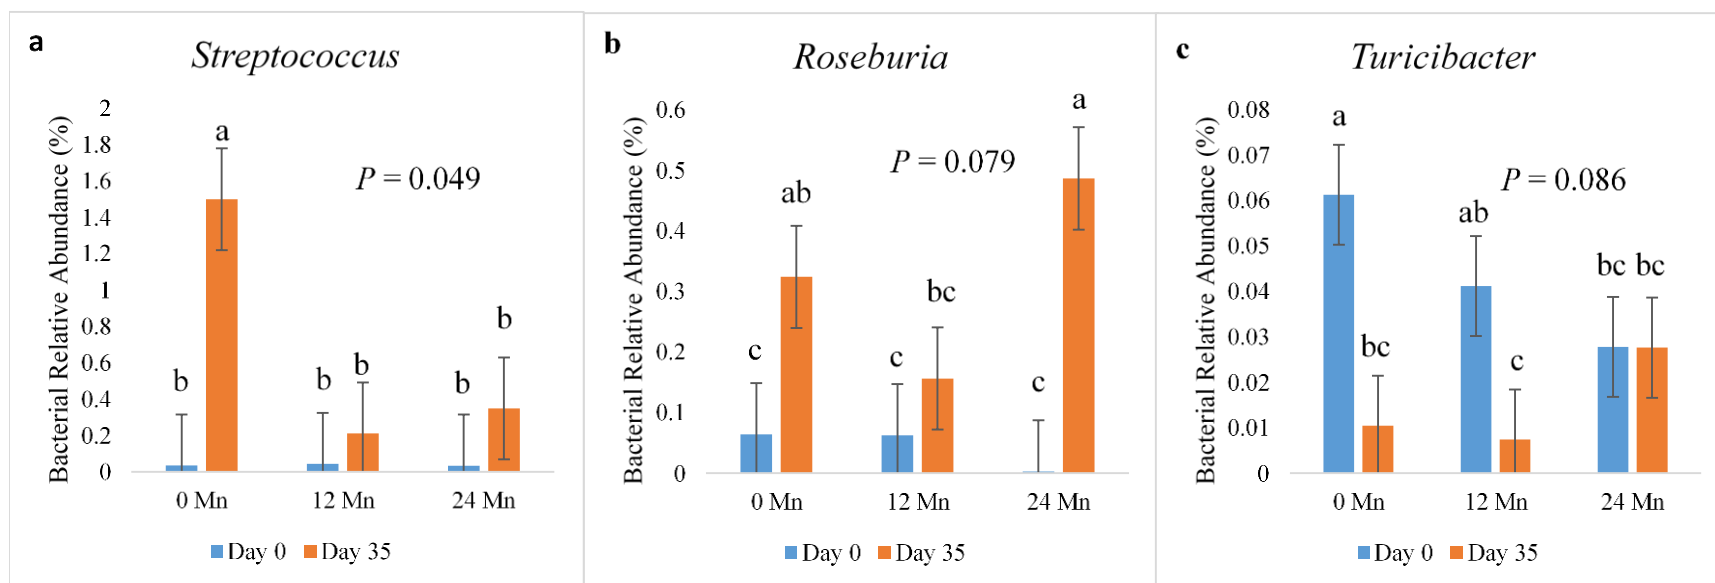 a
Streptococcus
Bacterial Relative Abundance (%)
2
1.8
1.6
1.4
1.2
1
0.8
0.6
0.4
0.2
0
a
P = 0.049
b
b
b
b
b
0 Mn
12 Mn
24 Mn
Day 0
Day 35
b
Roseburia
Bacterial Relative Abundance (%)
0.6
0.5
0.4
0.3
0.2
0.1
0
a
P = 0.079
ab
bc
c
c
c
0 Mn
12 Mn
24 Mn
Day 0
Day 35
c
Turicibacter
Bacterial Relative Abundance (%)
0.08
0.07
0.06
0.05
0.04
0.03
0.02
0.01
0
a
P = 0.086
ab
bc
bc
bc
c
0 Mn
12 Mn
24 Mn
Day 0
Day 35